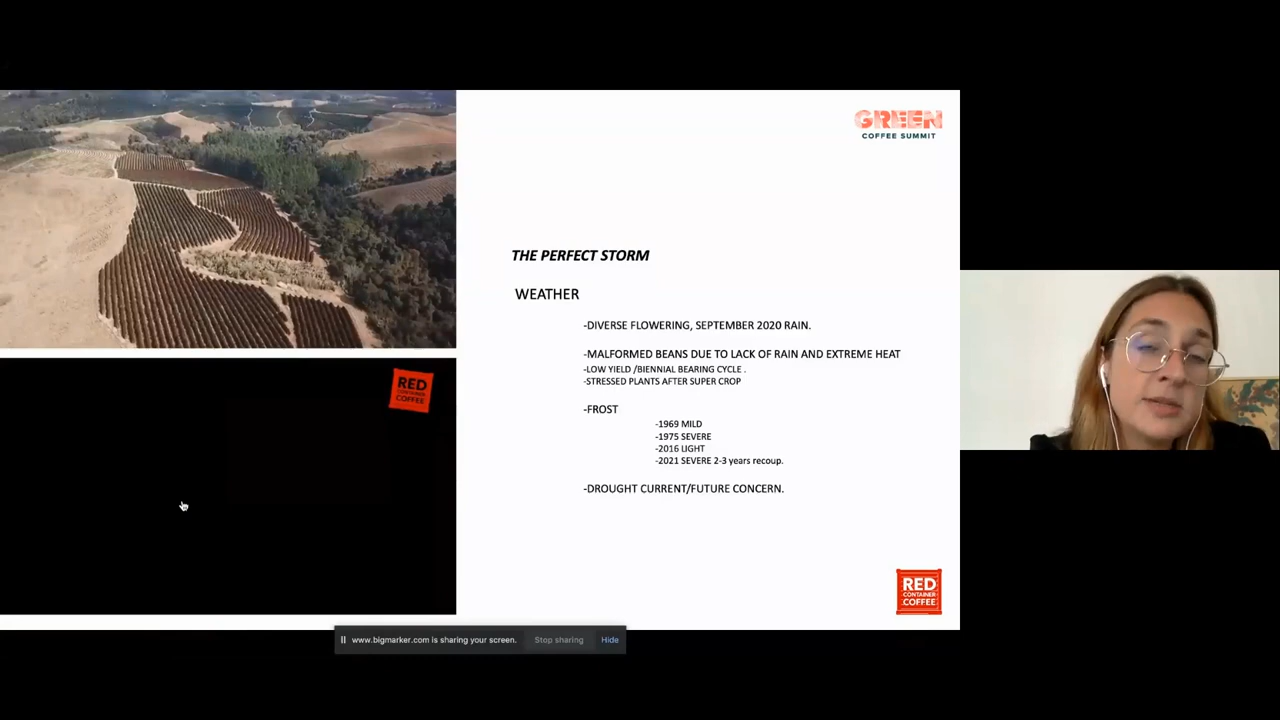 GREEN
COFFEE SUMMIT
THE PERFECT STORM
WEATHER
-DIVERSE FLOWERING, SEPTEMBER 2020 RAIN.
-MALFORMED BEANS DUE TO LACK OF RAIN AND EXTREME HEAT
-LOW YIELD /BIENNIAL BEARING CYCLE .
-STRESSED PLANTS AFTER SUPER CROP
-FROST
-1969 MILD
-1975 SEVERE
-2016 LIGHT
-2021 SEVERE 2-3 years recoup.
-DROUGHT CURRENT/FUTURE CONCERN.
RED
CONTAINER
COFFEE
RED
CONTAINER
COFFEE
www.bigmarker.com is sharing your screen.
Stop sharing
Hide